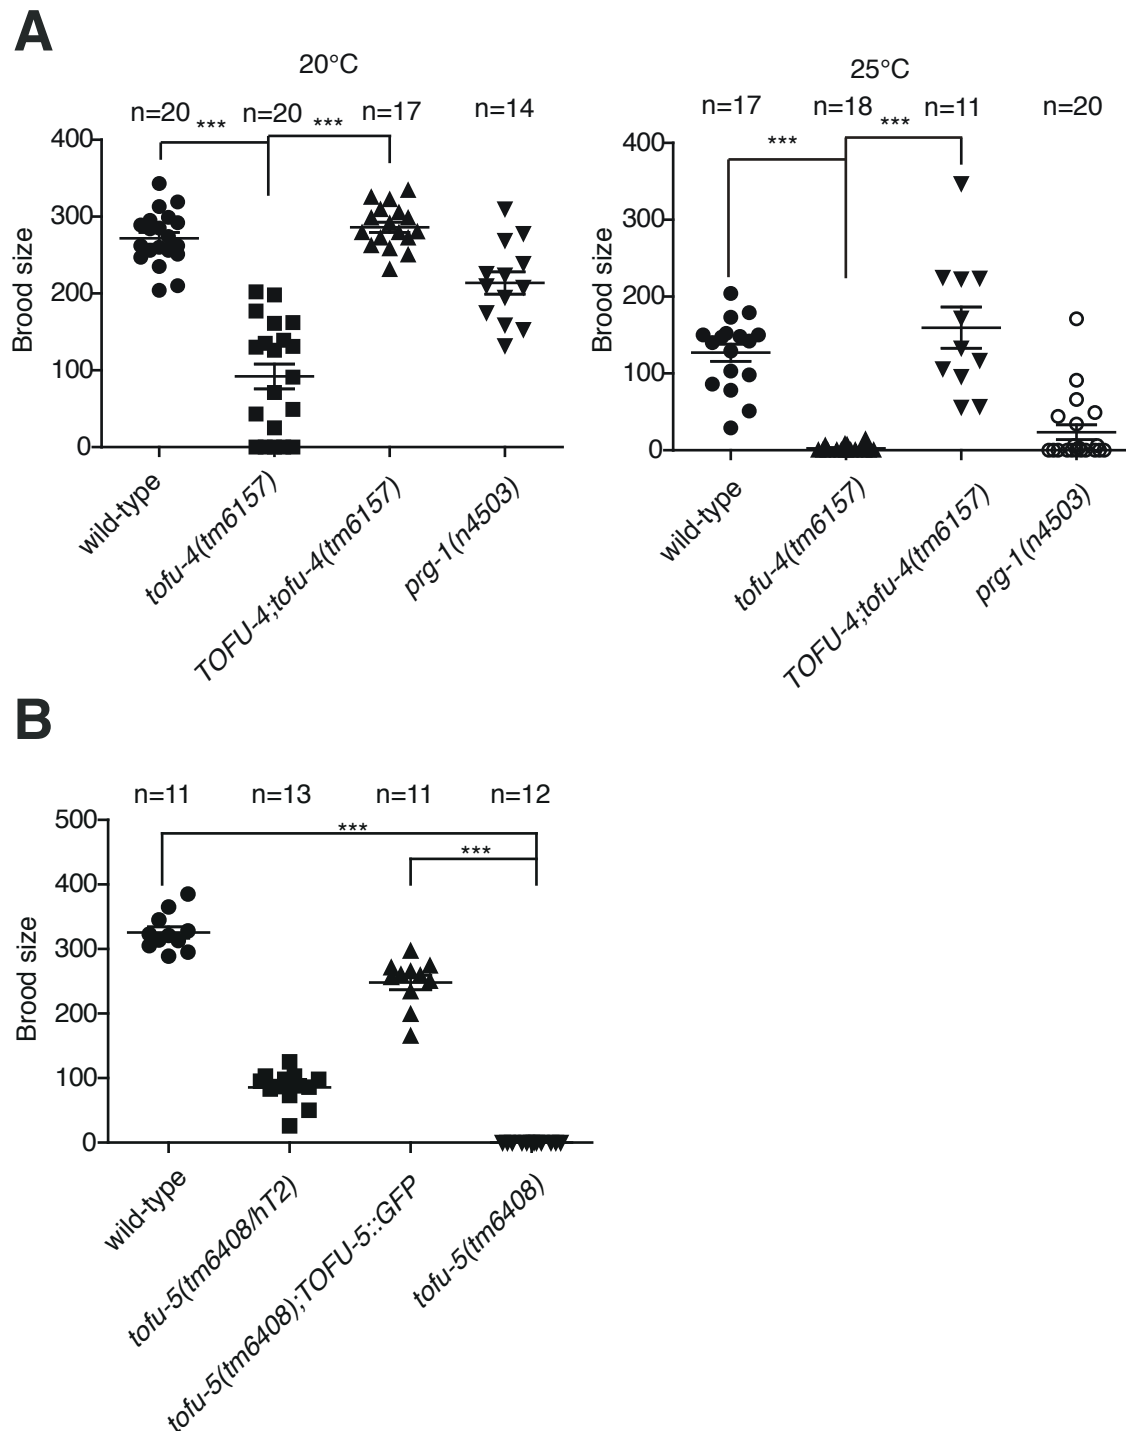 A
20°C
n=20 n=20 n=17 n=14
*** ***
400
300
200
100
0
Brood size
wild-type
tofu-4(tm6157)
TOFU-4;tofu-4(tm6157)
prg-1(n4503)
25°C
n=17 n=18 n=11 n=20
*** ***
400
300
200
100
0
Brood size
wild-type
tofu-4(tm6157)
TOFU-4;tofu-4(tm6157)
prg-1(n4503)
B
n=11 n=13 n=11 n=12
***
***
500
400
300
200
100
0
Brood size
wild-type
tofu-5(tm6408/hT2)
tofu-5(tm6408);TOFU-5::GFP
tofu-5(tm6408)